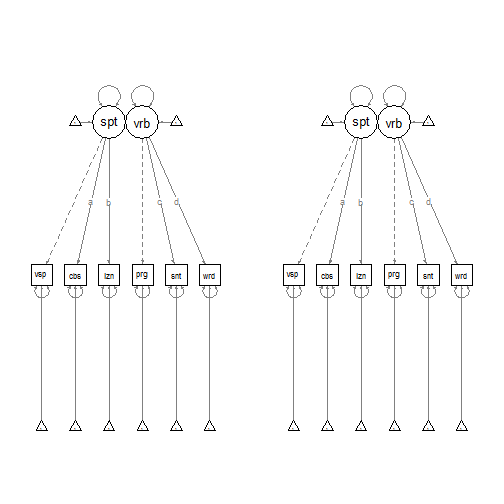 spt vrb spt vrb
a b c d a b c d
vsp cbs lzn prg snt wrd vsp cbs lzn prg snt wrd